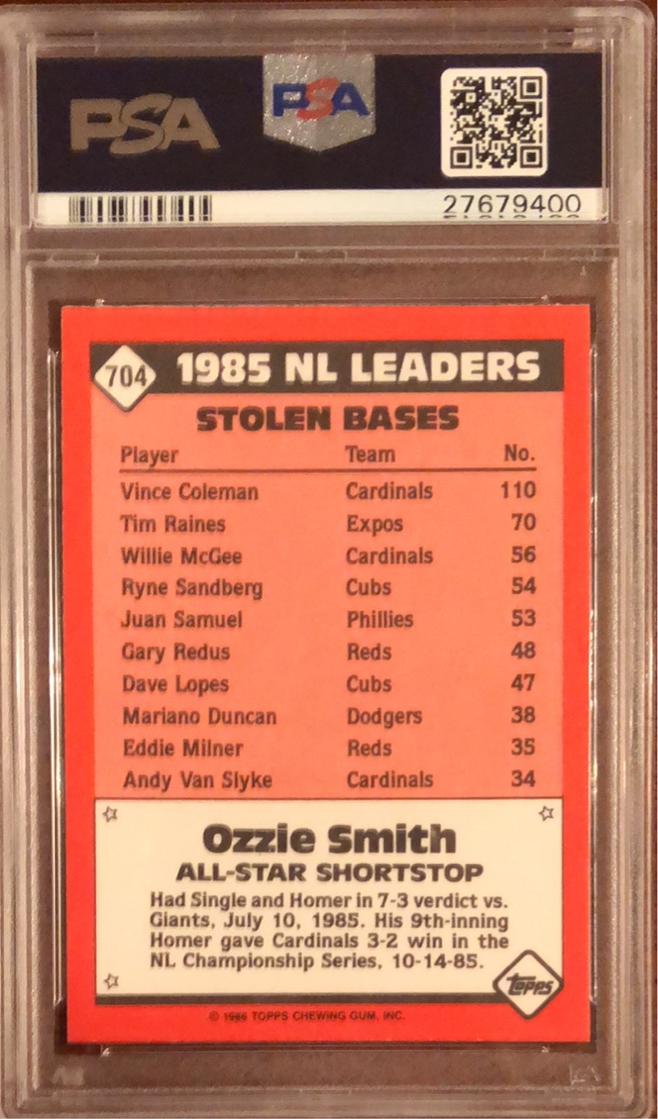 PSA
PSA
27679400
704 1985 NL LEADERS
STOLEN BASES
Player Team No.
Vince Coleman Cardinals 110
Tim Raines Expos 70
Willie McGee Cardinals 56
Ryne Sandberg Cubs 54
Juan Samuel Phillies 53
Gary Redus Reds 48
Dave Lopes Cubs 47
Mariano Duncan Dodgers 38
Eddie Milner Reds 35
Andy Van Slyke Cardinals 34
Ozzie Smith
ALL-STAR SHORTSTOP
Had Single and Homer in 7-3 verdict vs.
Giants, July 10, 1985. His 9th-inning
Homer gave Cardinals 3-2 win in the
NL Championship Series, 10-14-85.
Topps
© 1986 TOPPS CHEWING GUM, INC.